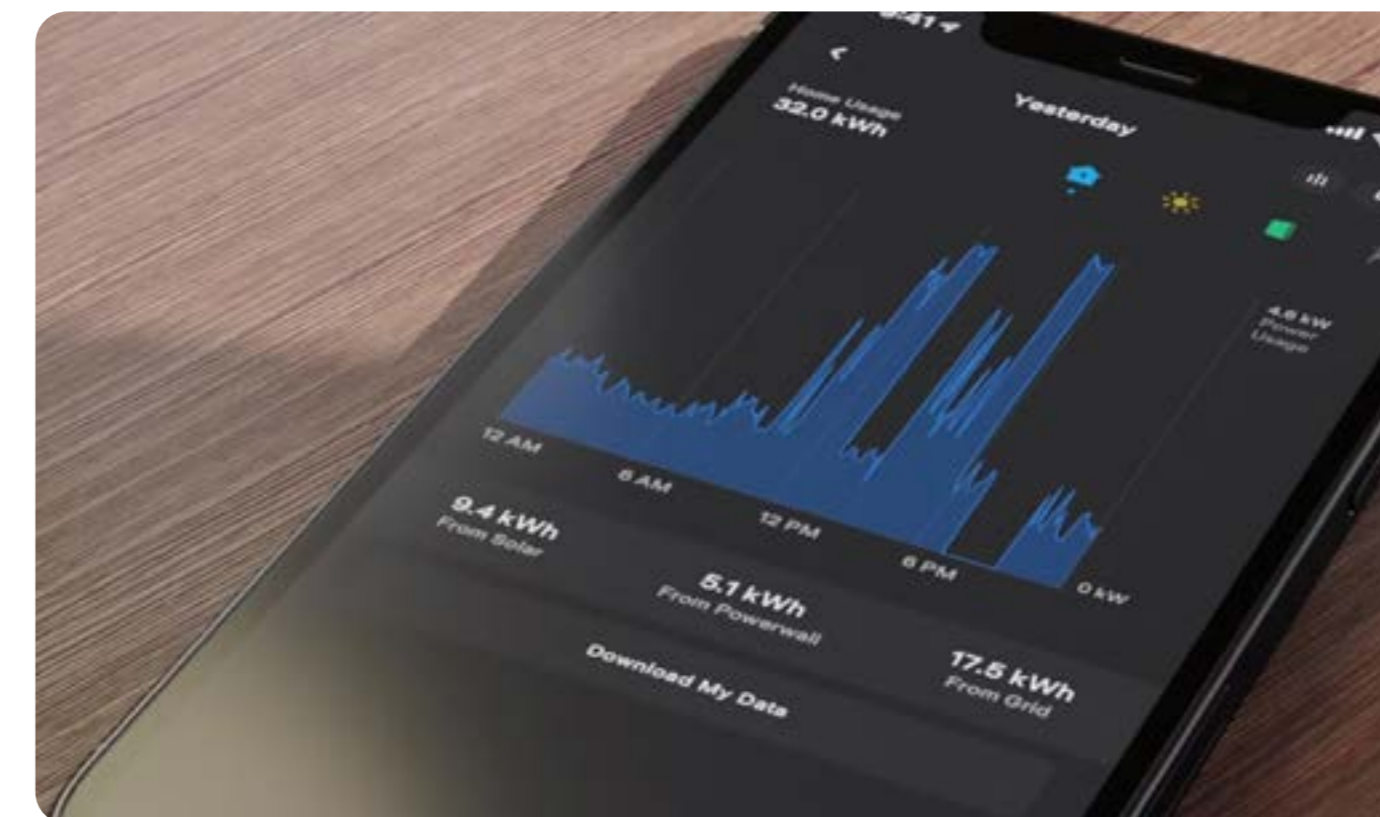 9:41
Yesterday
Home Usage
32.0 kWh
4.6 kW
Power
Usage
12 AM
6 AM
12 PM
6 PM
0 kW
9.4 kWh
From Solar
5.1 kWh
From Powerwall
17.5 kWh
From Grid
Download My Data